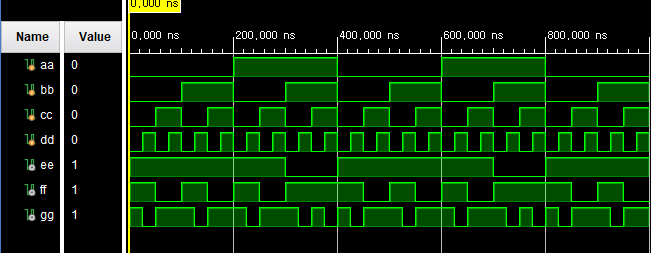 0,000 ns
Name Value
0,000 ns 200,000 ns 400,000 ns 600,000 ns 800,000 ns
aa 0
bb 0
cc 0
dd 0
ee 1
ff 1
gg 1